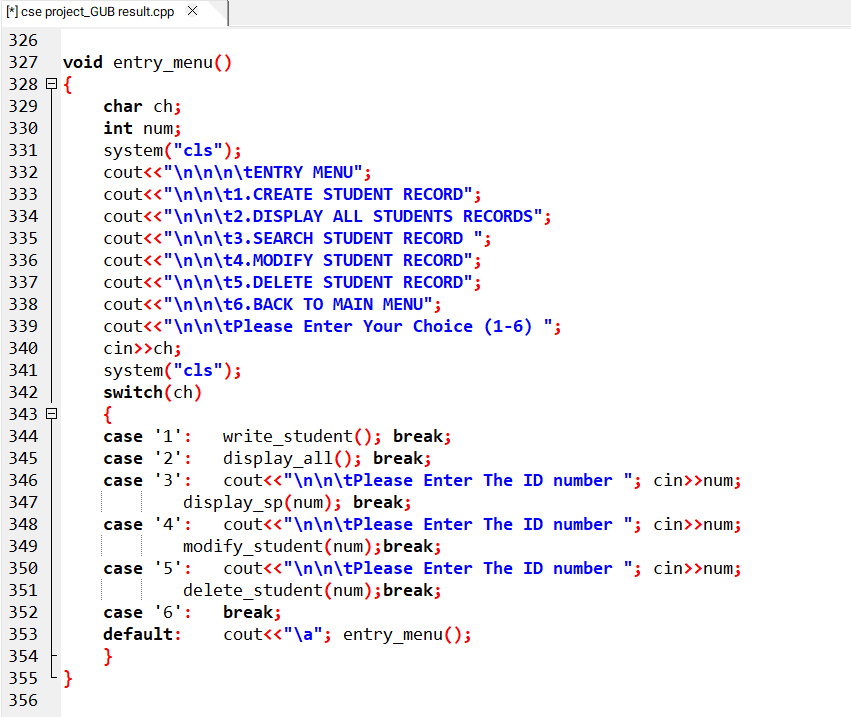 [*] cse project_GUB result.cpp ×
326
327 void entry_menu()
328 {
329     char ch;
330     int num;
331     system("cls");
332     cout<<"\n\n\n\tENTRY MENU";
333     cout<<"\n\n\t1.CREATE STUDENT RECORD";
334     cout<<"\n\n\t2.DISPLAY ALL STUDENTS RECORDS";
335     cout<<"\n\n\t3.SEARCH STUDENT RECORD ";
336     cout<<"\n\n\t4.MODIFY STUDENT RECORD";
337     cout<<"\n\n\t5.DELETE STUDENT RECORD";
338     cout<<"\n\n\t6.BACK TO MAIN MENU";
339     cout<<"\n\n\tPlease Enter Your Choice (1-6) ";
340     cin>>ch;
341     system("cls");
342     switch(ch)
343     {
344     case '1':   write_student(); break;
345     case '2':   display_all(); break;
346     case '3':   cout<<"\n\n\tPlease Enter The ID number "; cin>>num;
347             display_sp(num); break;
348     case '4':   cout<<"\n\n\tPlease Enter The ID number "; cin>>num;
349             modify_student(num);break;
350     case '5':   cout<<"\n\n\tPlease Enter The ID number "; cin>>num;
351             delete_student(num);break;
352     case '6':   break;
353     default:    cout<<"\a"; entry_menu();
354     }
355 }
356